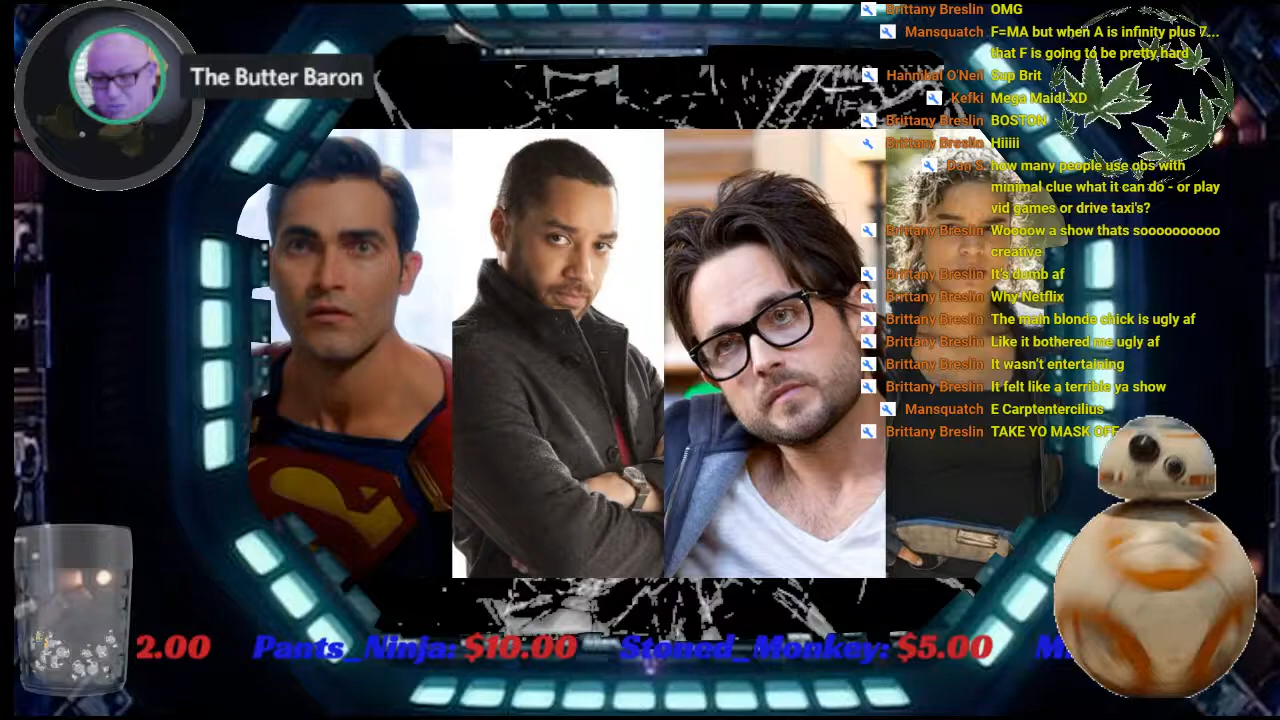 Brittany Breslin OMG
The Butter Baron
Mansquatch F=MA but when A is infinity plus 7...
that F is going to be pretty hard
Hannibal O'Neil Sup Brit
Kefki Mega Maid! XD
Brittany Breslin BOSTON
Brittany Breslin Hiiiii
Dan S. how many people use obs with
minimal clue what it can do - or play
vid games or drive taxi's?
Brittany Breslin Woooow a show thats soooooooooo
creative
Brittany Breslin It's dumb af
Brittany Breslin Why Netflix
Brittany Breslin The main blonde chick is ugly af
Brittany Breslin Like it bothered me ugly af
Brittany Breslin It wasn't entertaining
Brittany Breslin It felt like a terrible ya show
Mansquatch E Carptentercilius
Brittany Breslin TAKE YO MASK OFF
2.00 Pants_Ninja: $10.00 Stoned_Monkey: $5.00